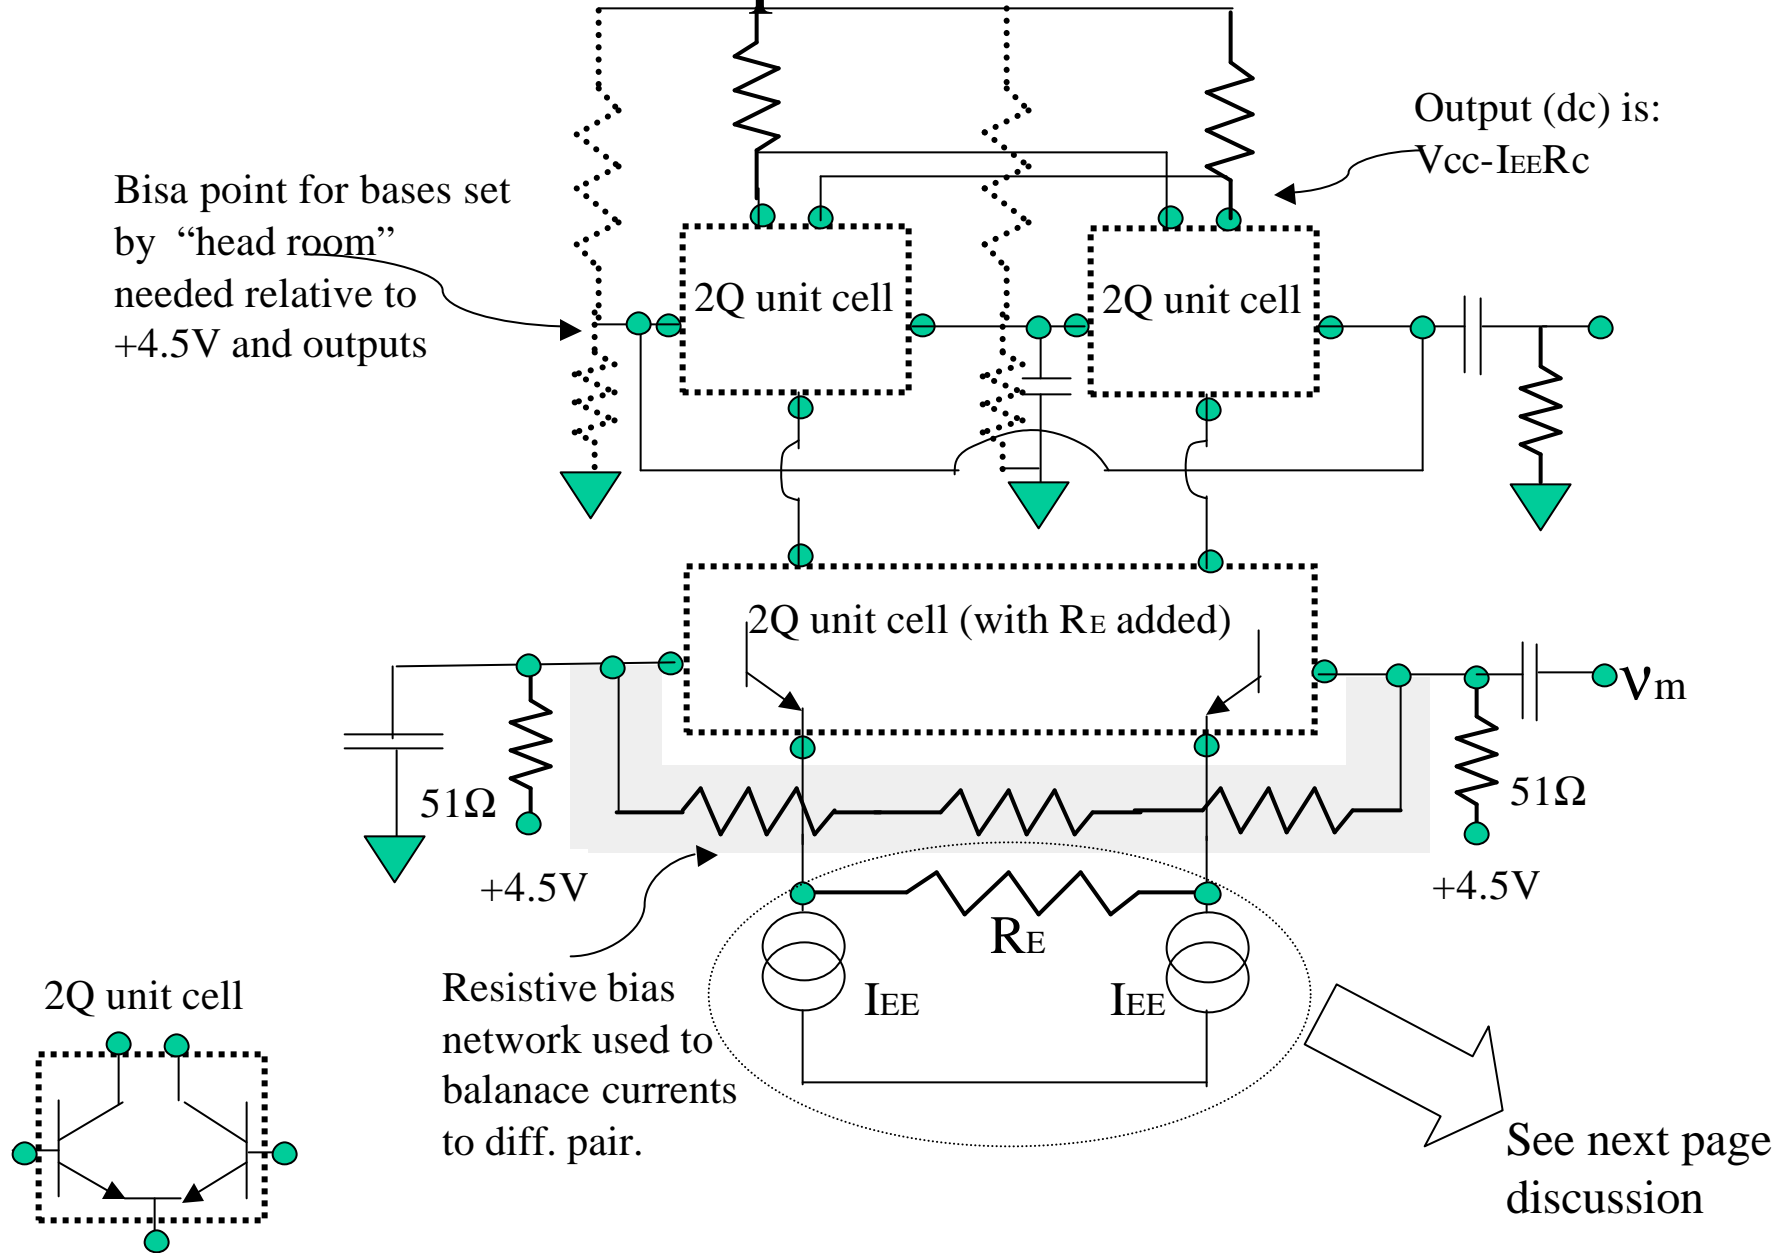 Output (dc) is:
Vcc-IEERc
Bisa point for bases set
by “head room”
needed relative to
+4.5V and outputs
2Q unit cell
2Q unit cell
2Q unit cell (with RE added)
νm
51Ω
51Ω
+4.5V
+4.5V
RE
IEE
IEE
Resistive bias
network used to
balanace currents
to diff. pair.
2Q unit cell
See next page
discussion